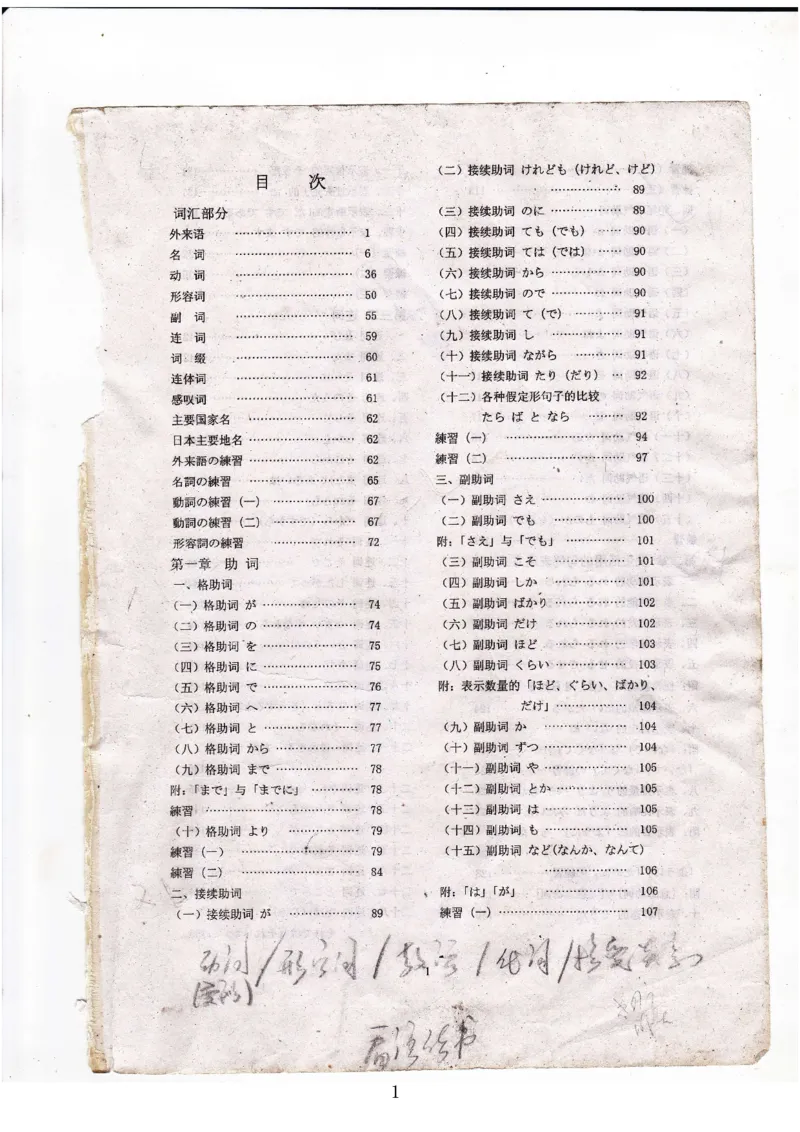 目 次
词汇部分
外来语 ………………… 1
名 词 ………………… 6
动 词 ………………… 36
形容词 ………………… 50
副 词 ………………… 55
连 词 ………………… 59
词 缀 ………………… 60
连体词 ………………… 61
感叹词 ………………… 61
主要国家名 ………………… 62
日本主要地名 ………………… 62
外来語の練習 ………………… 62
名詞の練習 ………………… 65
動詞の練習（一） …………… 67
動詞の練習（二） …………… 67
形容詞の練習 ………………… 72
第一章 助 词
一、格助词
（一）格助词 が ……………… 74
（二）格助词 の ……………… 74
（三）格助词 を ……………… 75
（四）格助词 に ……………… 75
（五）格助词 で ……………… 76
（六）格助词 へ ……………… 77
（七）格助词 と ……………… 77
（八）格助词 から …………… 77
（九）格助词 まで …………… 78
附：「まで」与「までに」 ……… 78
練習 ………………………… 78
（十）格助词 より ………… 79
練習（一） ………………… 79
練習（二） ………………… 84
二、接续助词
（一）接续助词 が ………… 89
（二）接续助词 けれども（けれど、けど）
………………… 89
（三）接续助词 のに ………… 89
（四）接续助词 ても（でも） …… 90
（五）接续助词 ては（では） …… 90
（六）接续助词 から ………… 90
（七）接续助词 ので ………… 90
（八）接续助词 て（で） ……… 91
（九）接续助词 し ………… 91
（十）接续助词 ながら ……… 91
（十一）接续助词 たり（だり） … 92
（十二）各种假定形句子的比较
たら ば と なら ……… 92
練習（一） ………………… 94
練習（二） ………………… 97
三、副助词
（一）副助词 さえ …………… 100
（二）副助词 でも …………… 100
附：「さえ」与「でも」 ………… 101
（三）副助词 こそ …………… 101
（四）副助词 しか …………… 101
（五）副助词 ばかり ………… 102
（六）副助词 だけ …………… 102
（七）副助词 ほど …………… 103
（八）副助词 くらい ………… 103
附：表示数量的「ほど、ぐらい、ばかり、
だけ」 ……………… 104
（九）副助词 か …………… 104
（十）副助词 ずつ …………… 104
（十一）副助词 や …………… 105
（十二）副助词 とか ………… 105
（十三）副助词 は …………… 105
（十四）副助词 も …………… 105
（十五）副助词 など（なんか、なんて）
…………………… 106
附：「は」「が」 ………………… 106
練習（一） …………………… 107
动词/形容词/数词/代词/
1